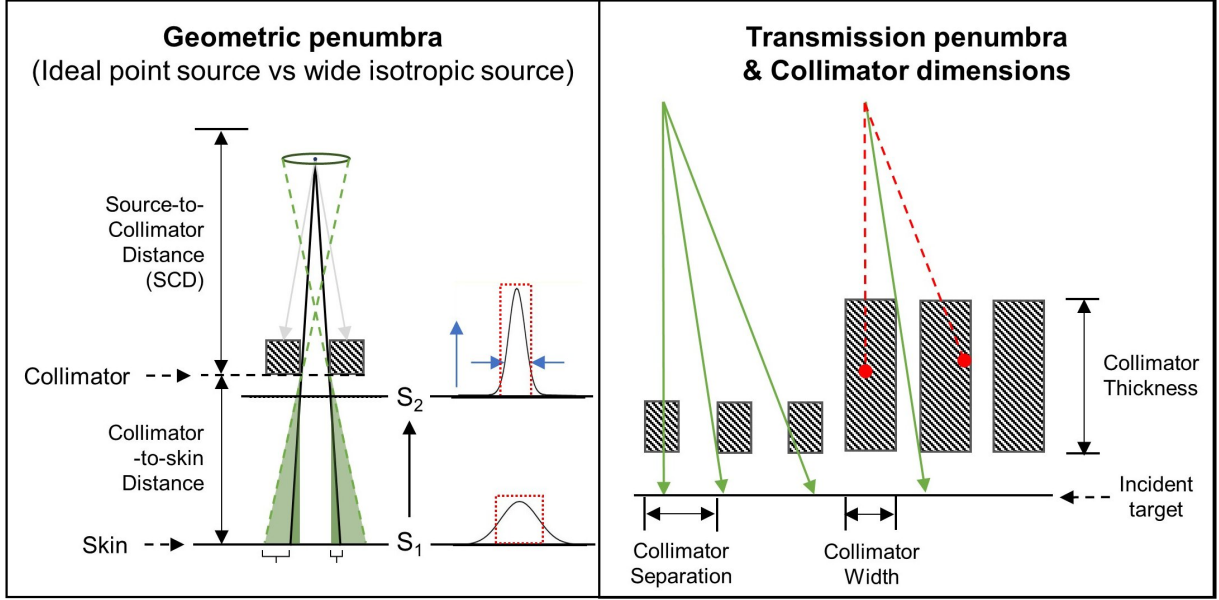 Geometric penumbra
(Ideal point source vs wide isotropic source)
Source-to-
Collimator
Distance
(SCD)
Collimator
S2
Collimator
-to-skin
Distance
Skin
S1
Transmission penumbra
& Collimator dimensions
Collimator
Thickness
Incident
target
Collimator
Separation
Collimator
Width